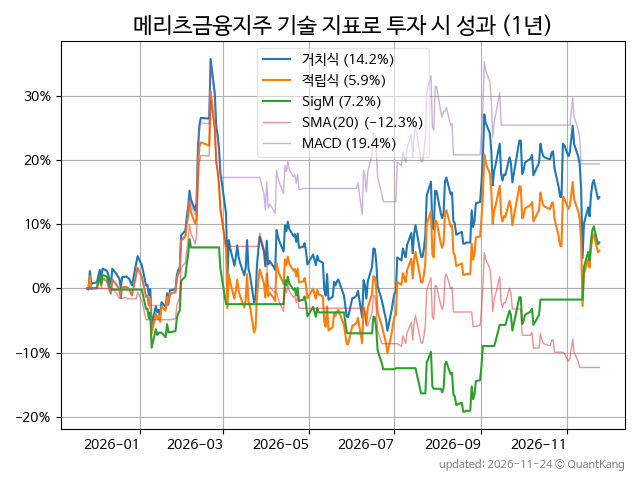 메리츠금융지주 기술 지표로 투자 시 성과 (1년)
거치식 (14.2%)
적립식 (5.9%)
SigM (7.2%)
SMA(20) (−12.3%)
MACD (19.4%)
30%
20%
10%
0%
−10%
−20%
2026-01
2026-03
2026-05
2026-07
2026-09
2026-11
updated: 2026-11-24 © QuantKang